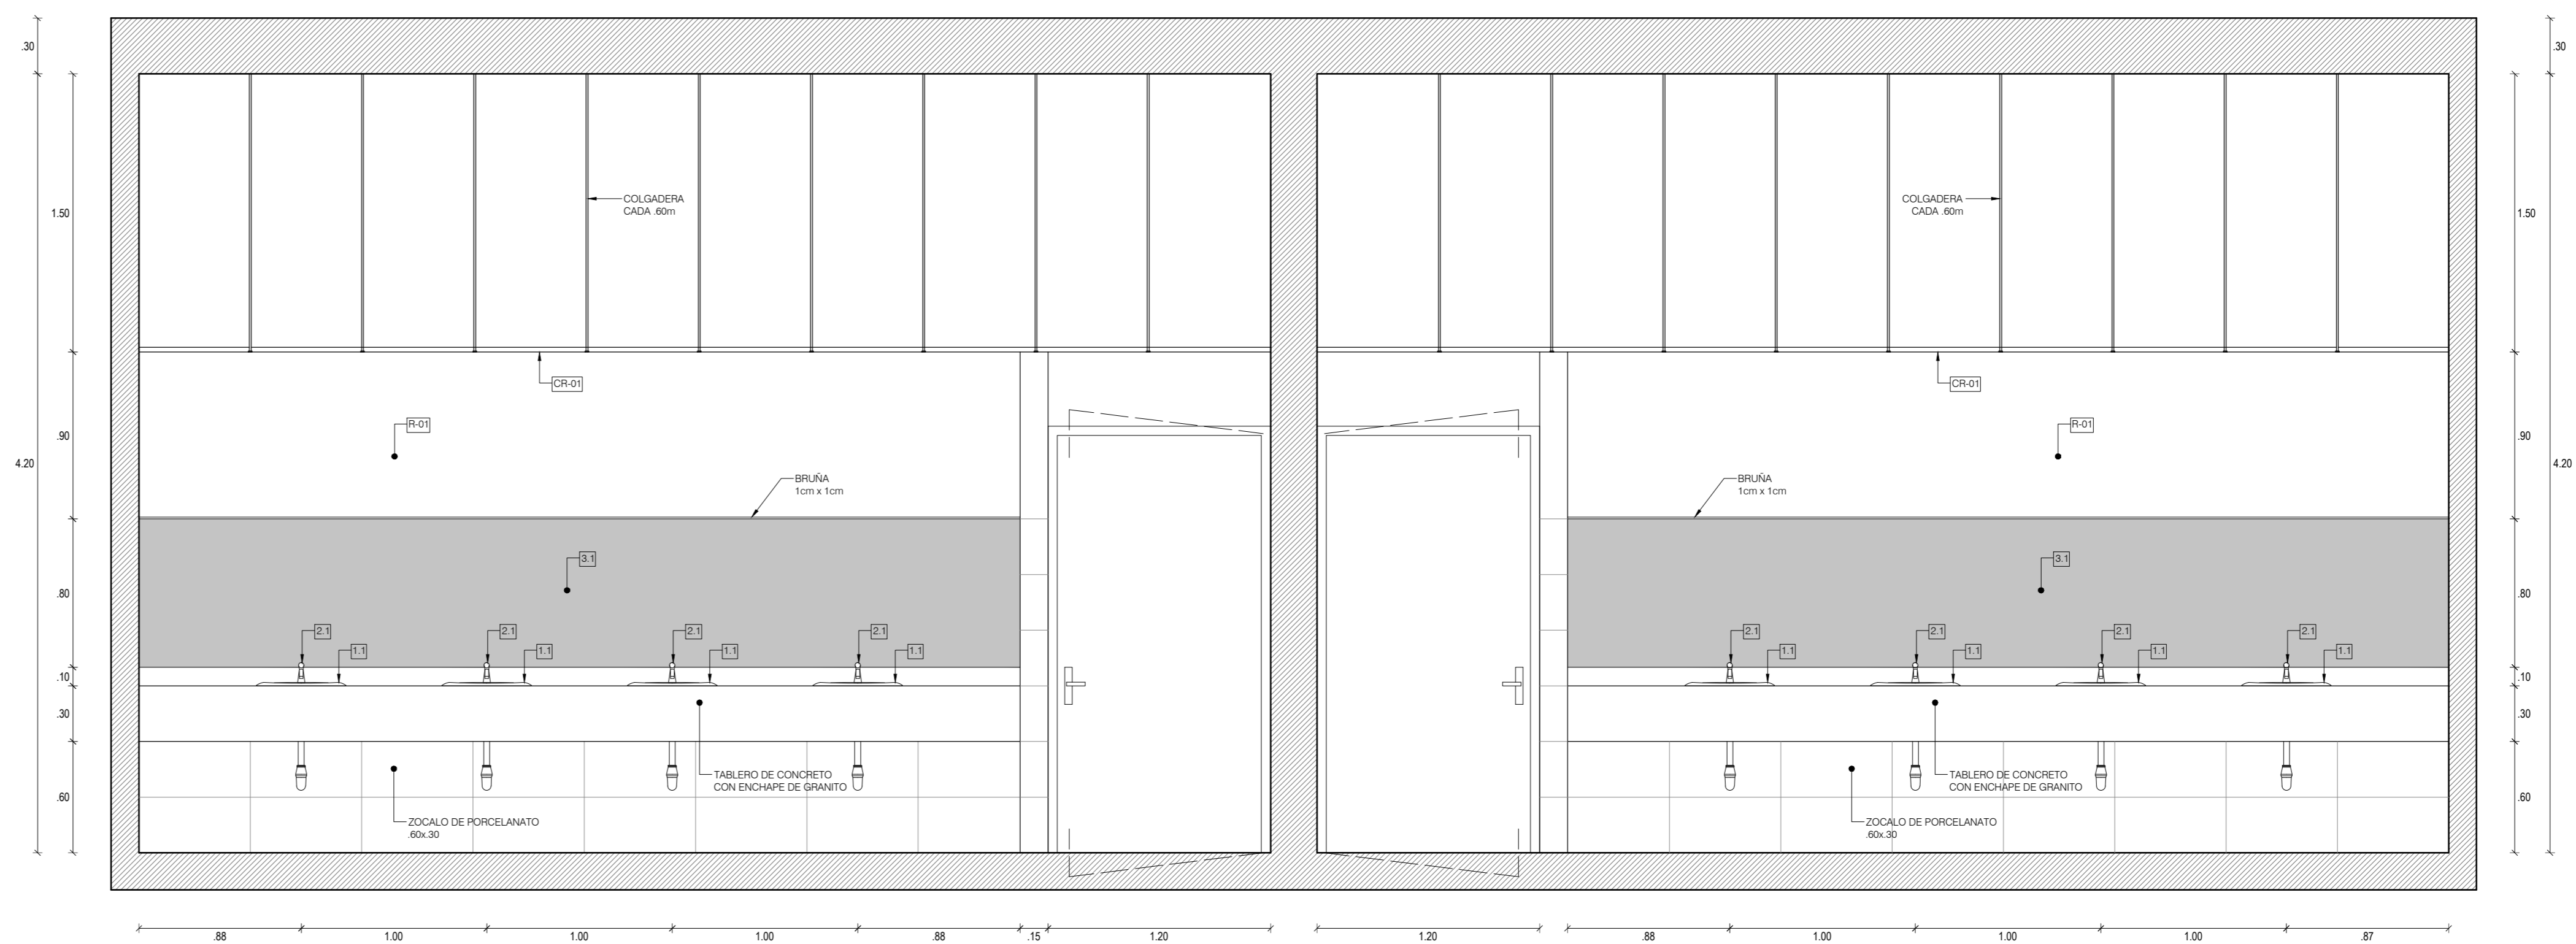 .30
.30
COLGADERA
CADA .60m
COLGADERA
CADA .60m
1.50
1.50
CR-01
CR-01
R-01
R-01
.90
.90
4.20
4.20
BRUÑA
1cm x 1cm
BRUÑA
1cm x 1cm
3.1
3.1
.80
.80
2.1
2.1
2.1
2.1
2.1
2.1
2.1
2.1
1.1
1.1
1.1
1.1
1.1
1.1
1.1
1.1
.10
.10
.30
.30
TABLERO DE CONCRETO
CON ENCHAPE DE GRANITO
TABLERO DE CONCRETO
CON ENCHAPE DE GRANITO
.60
.60
ZOCALO DE PORCELANATO
.60x.30
ZOCALO DE PORCELANATO
.60x.30
.88
1.00
1.00
1.00
.88
.15
1.20
1.20
.88
1.00
1.00
1.00
.87